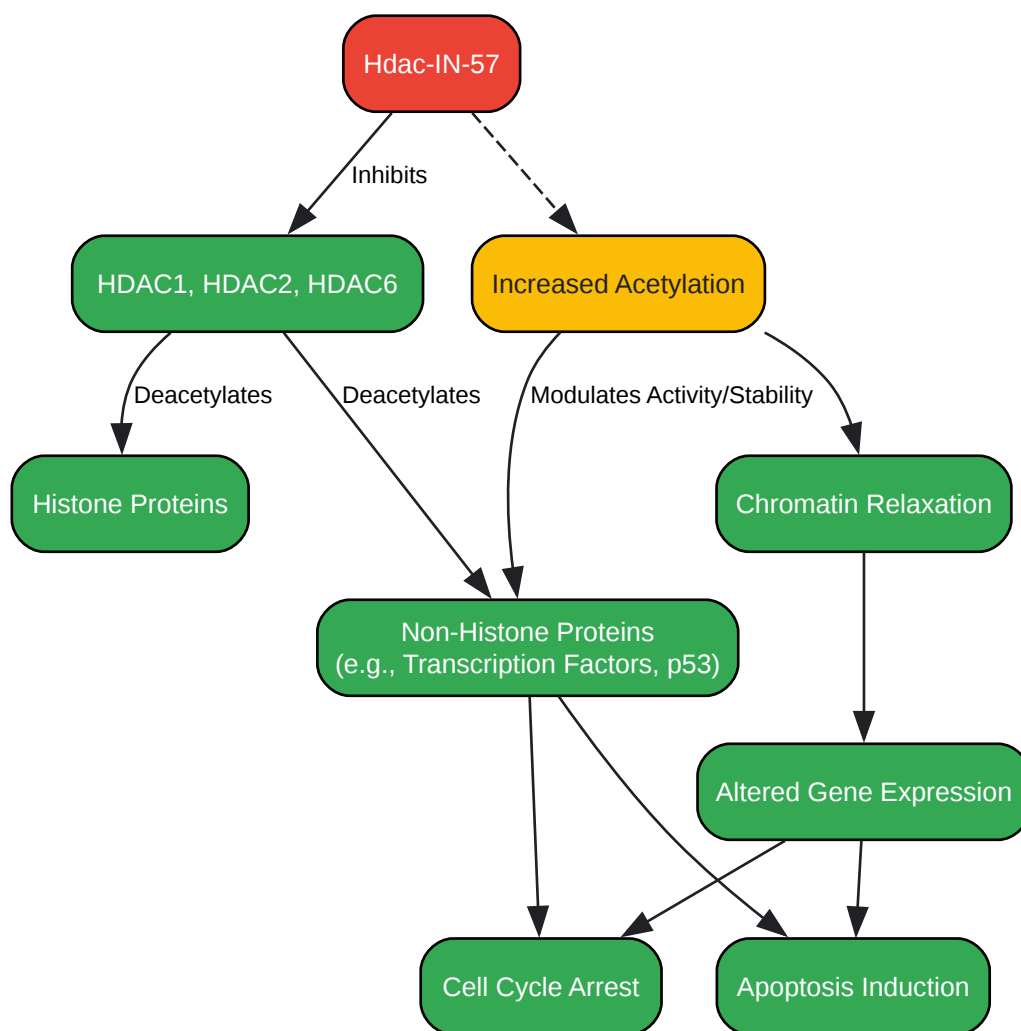 Hdac-IN-57
Inhibits
HDAC1, HDAC2, HDAC6
Increased Acetylation
Deacetylates
Deacetylates
Modulates Activity/Stability
Histone Proteins
Chromatin Relaxation
Non-Histone Proteins
(e.g., Transcription Factors, p53)
Altered Gene Expression
Cell Cycle Arrest
Apoptosis Induction